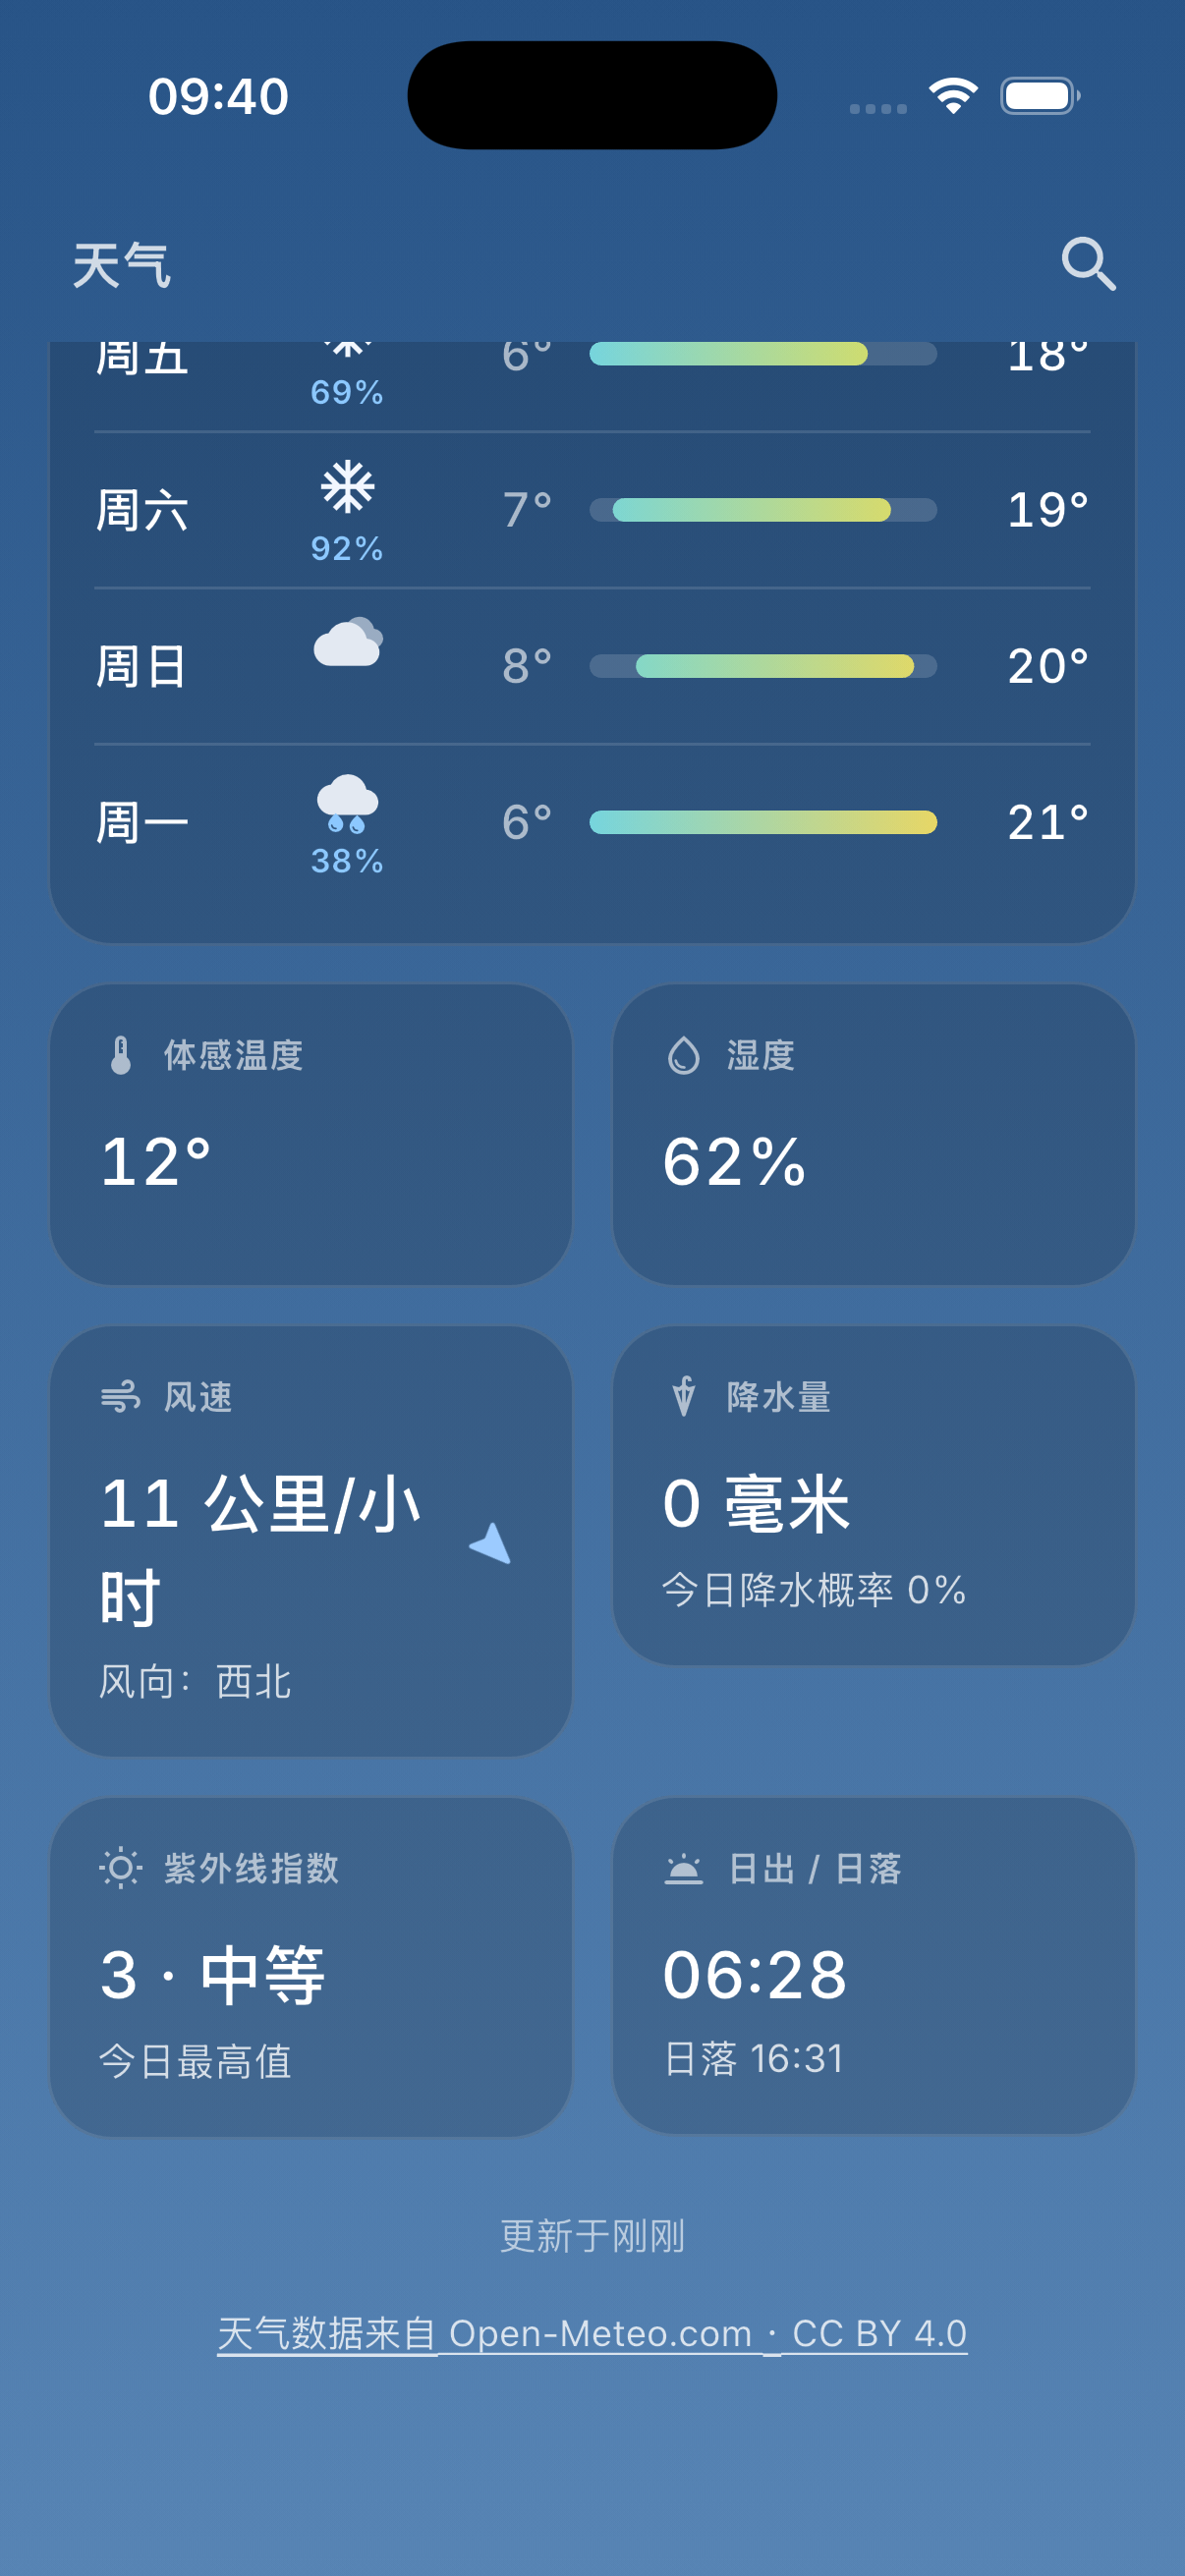 09:40
天气
周五 6° 18°
69%
周六 7° 19°
92%
周日 8° 20°
周一 6° 21°
38%
体感温度
12°
湿度
62%
风速
11 公里/小
时
风向：西北
降水量
0 毫米
今日降水概率 0%
紫外线指数
3 · 中等
今日最高值
日出 / 日落
06:28
日落 16:31
更新于刚刚
天气数据来自 Open-Meteo.com · CC BY 4.0